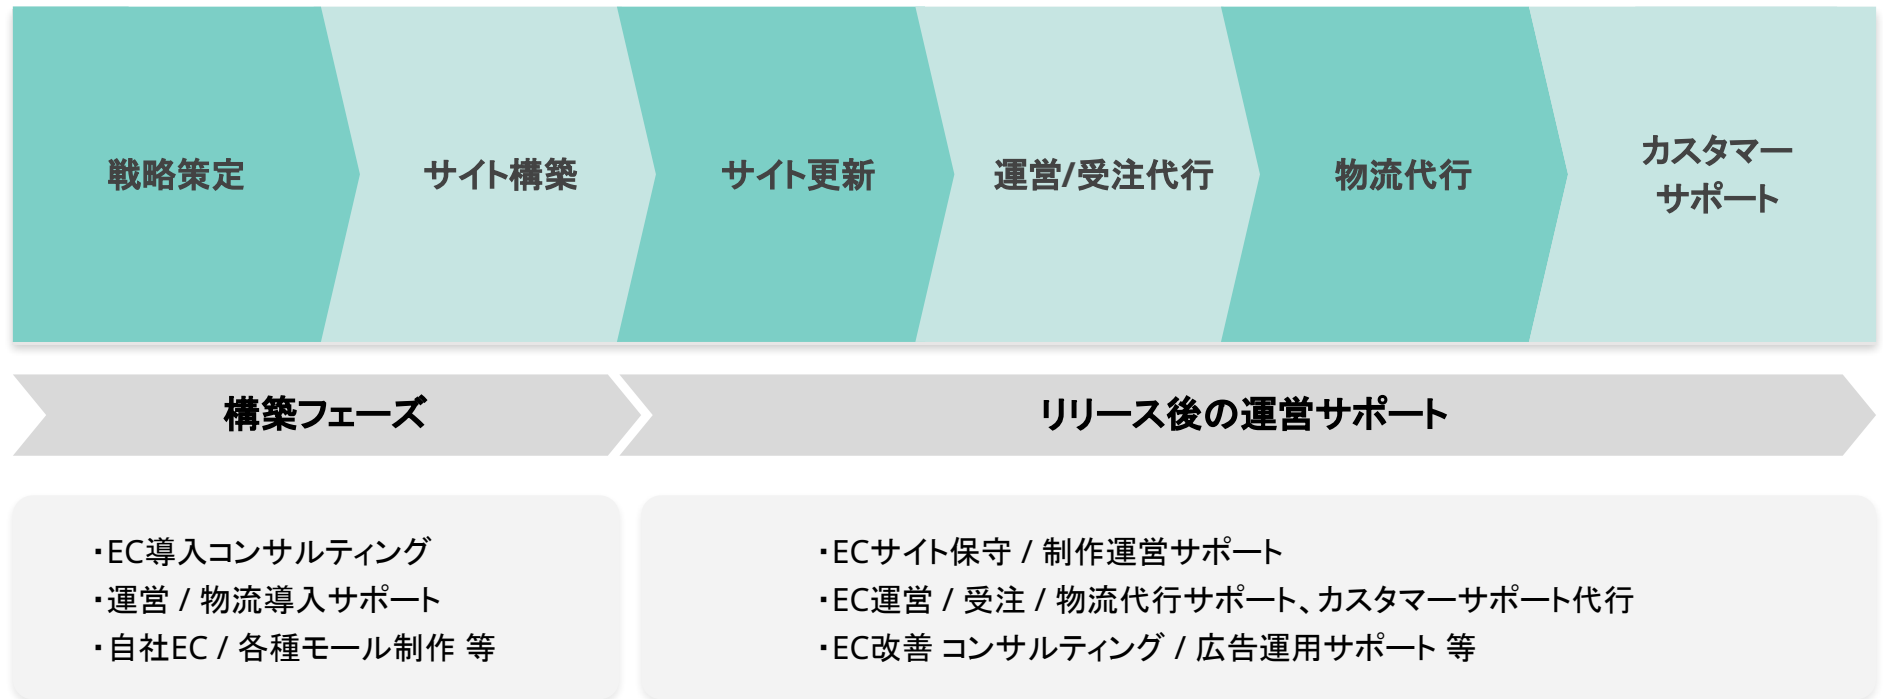 戦略策定
サイト構築
サイト更新
運営/受注代行
物流代行
カスタマー
サポート
構築フェーズ
リリース後の運営サポート
・EC導入コンサルティング
・運営 / 物流導入サポート
・自社EC / 各種モール制作 等
・ECサイト保守 / 制作運営サポート
・EC運営 / 受注 / 物流代行サポート、カスタマーサポート代行
・EC改善 コンサルティング / 広告運用サポート 等